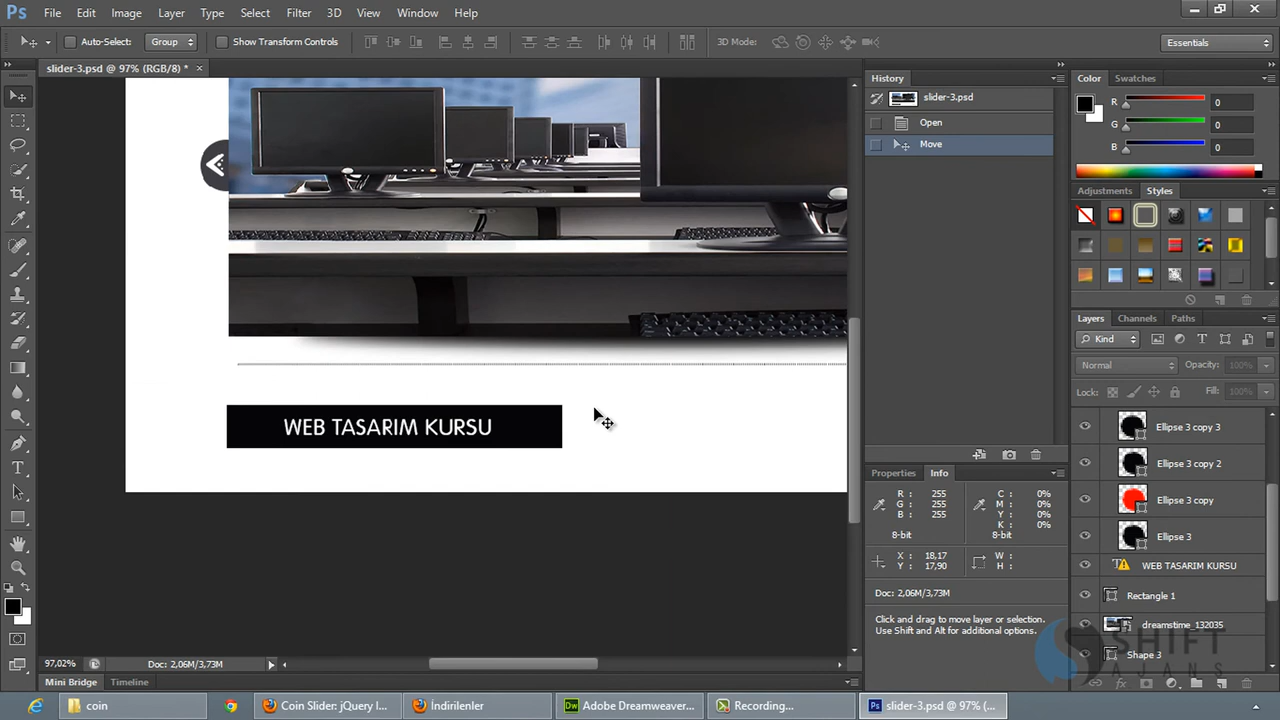 Ps File Edit Image Layer Type Select Filter 3D View Window Help
Auto-Select: Group Show Transform Controls 3D Mode: Essentials
slider-3.psd @ 97% (RGB/8) *
WEB TASARIM KURSU
97,02% Doc: 2,06M/3,73M
Mini Bridge Timeline
History
slider-3.psd
Open
Move
Properties Info
R: 255
G: 255
B: 255
8-bit
C: 0%
M: 0%
Y: 0%
K: 0%
8-bit
X: 18,17
Y: 17,90
W:
H:
Doc: 2,06M/3,73M
Click and drag to move layer or selection.
Use Shift and Alt for additional options.
Color Swatches
R 0
G 0
B 0
Adjustments Styles
Layers Channels Paths
Kind
Normal Opacity: 100%
Lock: Fill: 100%
Ellipse 3 copy 3
Ellipse 3 copy 2
Ellipse 3 copy
Ellipse 3
WEB TASARIM KURSU
Rectangle 1
dreamstime_132035
Shape 3
SHIFT
AJANS
coin
Coin Slider: jQuery I...
Indirilenler
Adobe Dreamweaver...
Recording...
slider-3.psd @ 97% (...